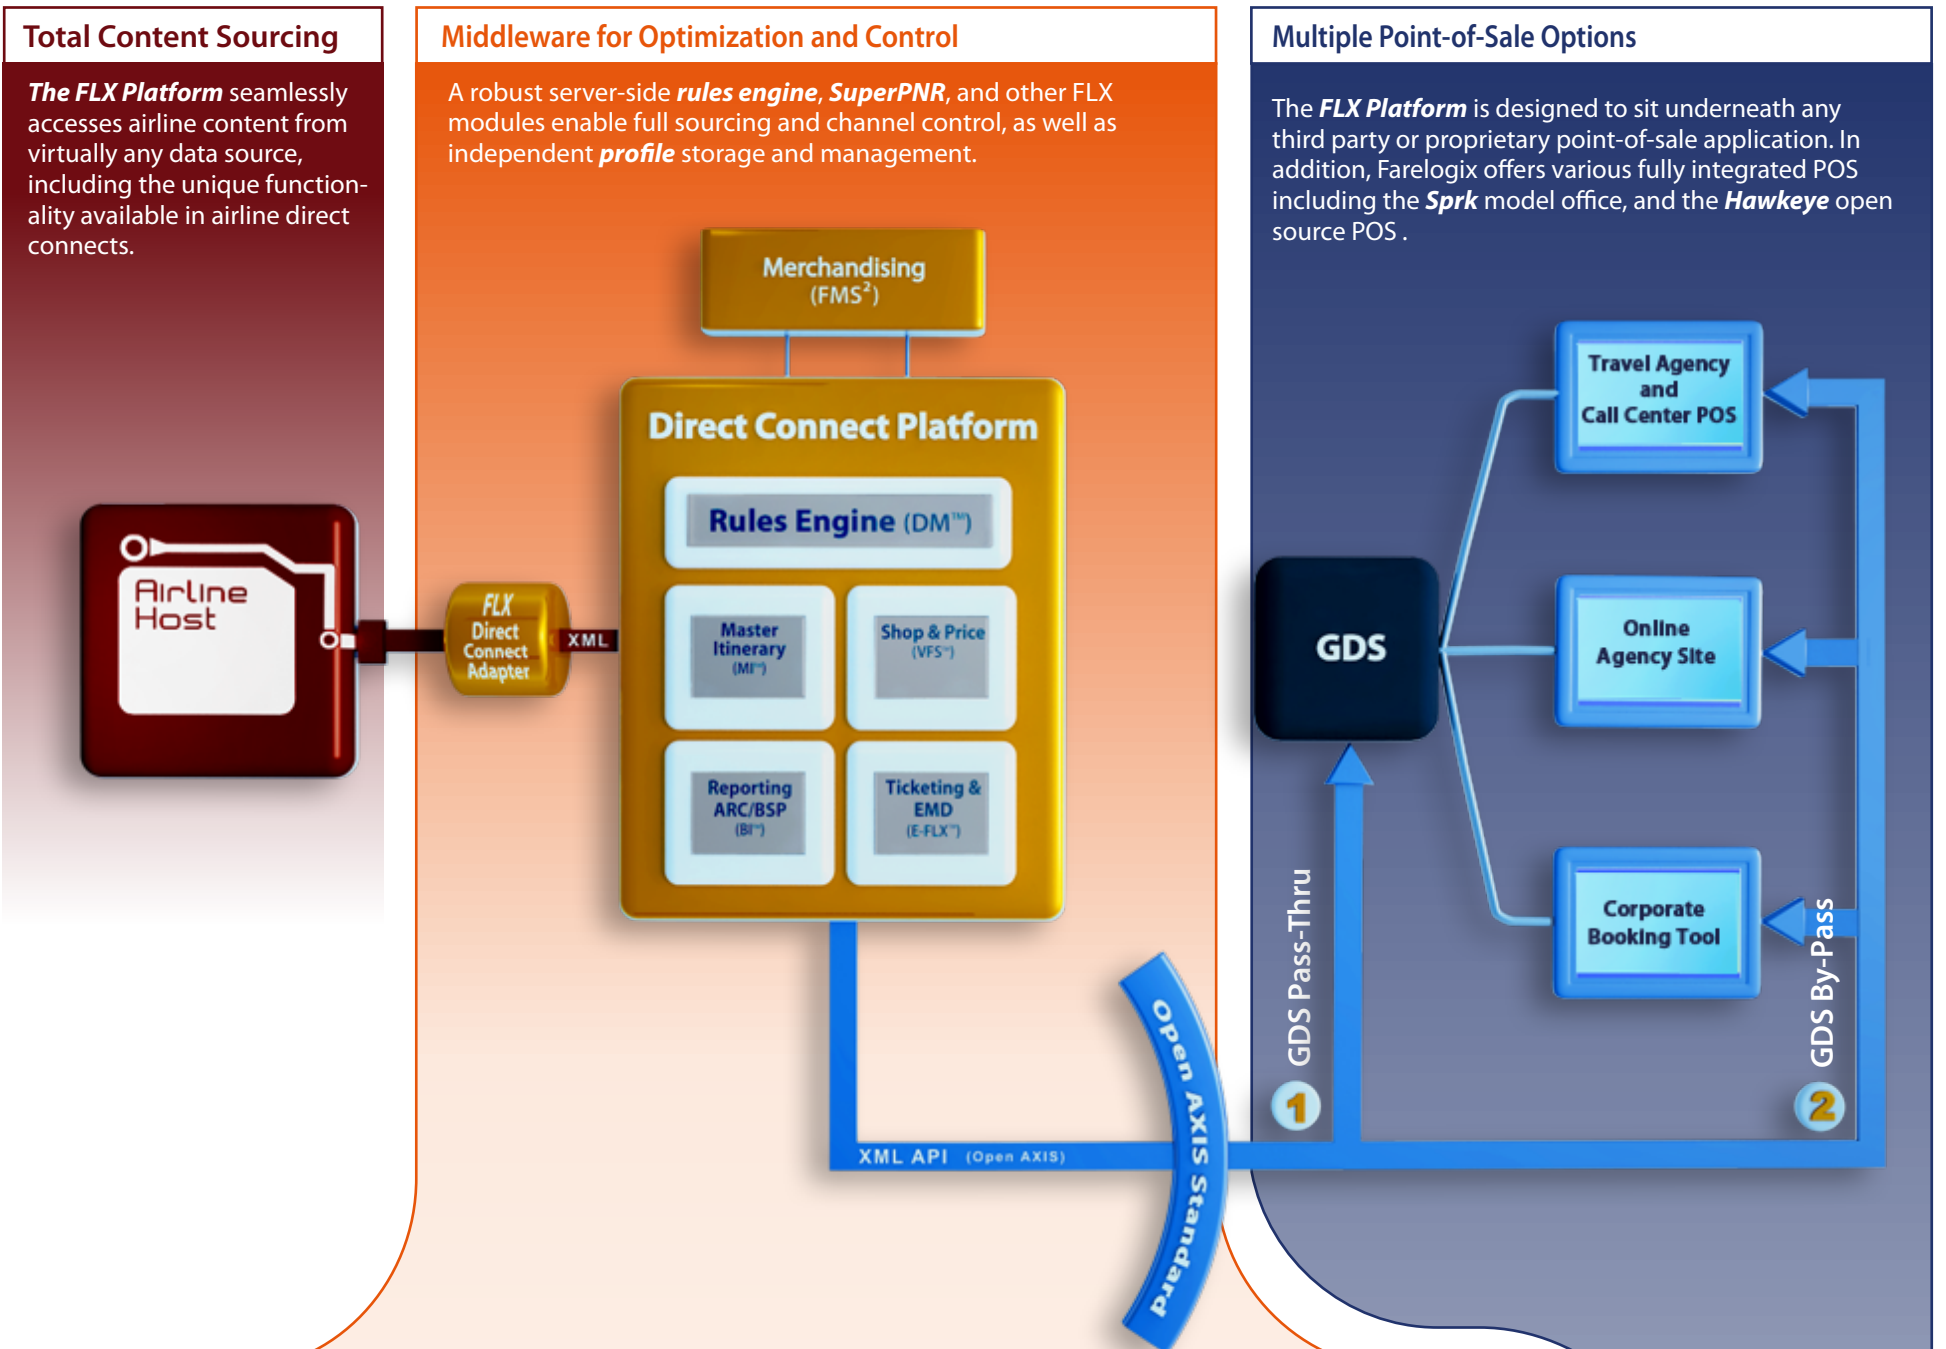 Total Content Sourcing
The FLX Platform seamlessly
accesses airline content from
virtually any data source,
including the unique function-
ality available in airline direct
connects.
Airline
Host
Middleware for Optimization and Control
A robust server-side rules engine, SuperPNR, and other FLX
modules enable full sourcing and channel control, as well as
independent profile storage and management.
Merchandising
(FMS²)
Direct Connect Platform
Rules Engine (DM™)
FLX
Direct
Connect
Adapter
XML
Master
Itinerary
(MI™)
Shop & Price
(VFS™)
Reporting
ARC/BSP
(BI™)
Ticketing &
EMD
(E-FLX™)
XML API (Open AXIS)
Open AXIS Standard
Multiple Point-of-Sale Options
The FLX Platform is designed to sit underneath any
third party or proprietary point-of-sale application. In
addition, Farelogix offers various fully integrated POS
including the Sprk model office, and the Hawkeye open
source POS .
GDS
Travel Agency
and
Call Center POS
Online
Agency Site
Corporate
Booking Tool
1 GDS Pass-Thru
2 GDS By-Pass